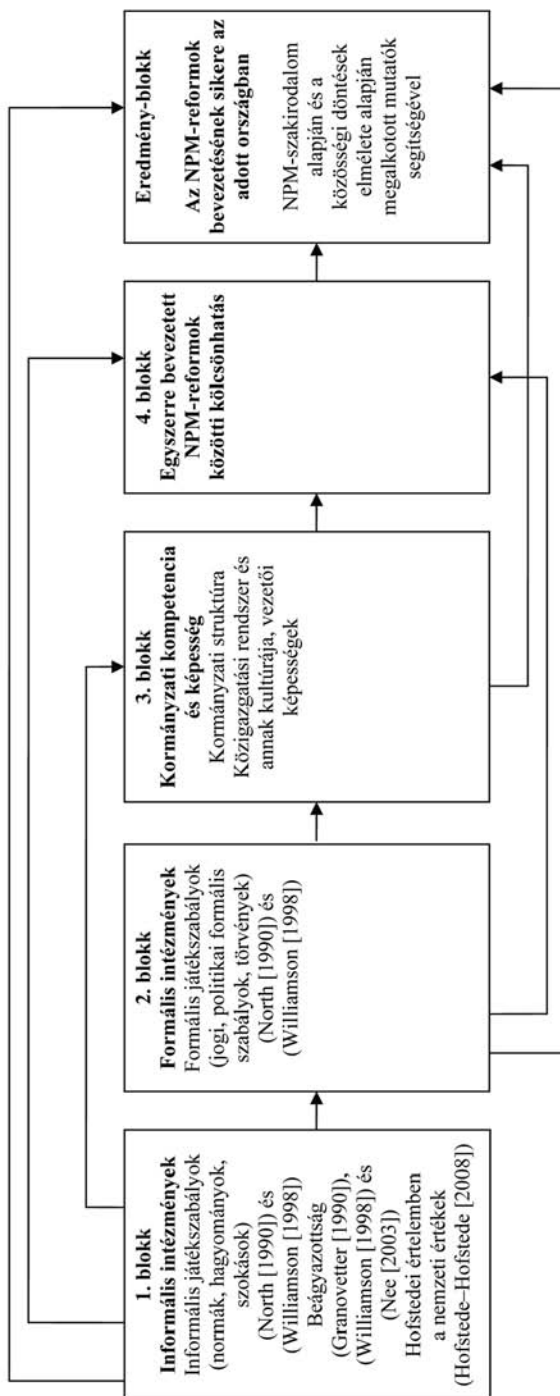 1. blokk
Informális intézmények
Informális játékszabályok
(normák, hagyományok,
szokások)
(North [1990]) és
(Williamson [1998])
Beágyazottság
(Granovetter [1990]),
(Williamson [1998]) és
(Nee [2003])
Hofstedei értelemben
a nemzeti értékek
(Hofstede–Hofstede [2008])
2. blokk
Formális intézmények
Formális játékszabályok
(jogi, politikai formális
szabályok, törvények)
(North [1990]) és
(Williamson [1998])
3. blokk
Kormányzati kompetencia
és képesség
Kormányzati struktúra
Közigazgatási rendszer és
annak kultúrája, vezetői
képességek
4. blokk
Egyszerre bevezetett
NPM-reformok
közötti kölcsönhatás
Eredmény-blokk
Az NPM-reformok
bevezetésének sikere az
adott országban
NPM-szakirodalom
alapján és a
közösségi döntések
elmélete alapján
megalkotott mutatók
segítségével